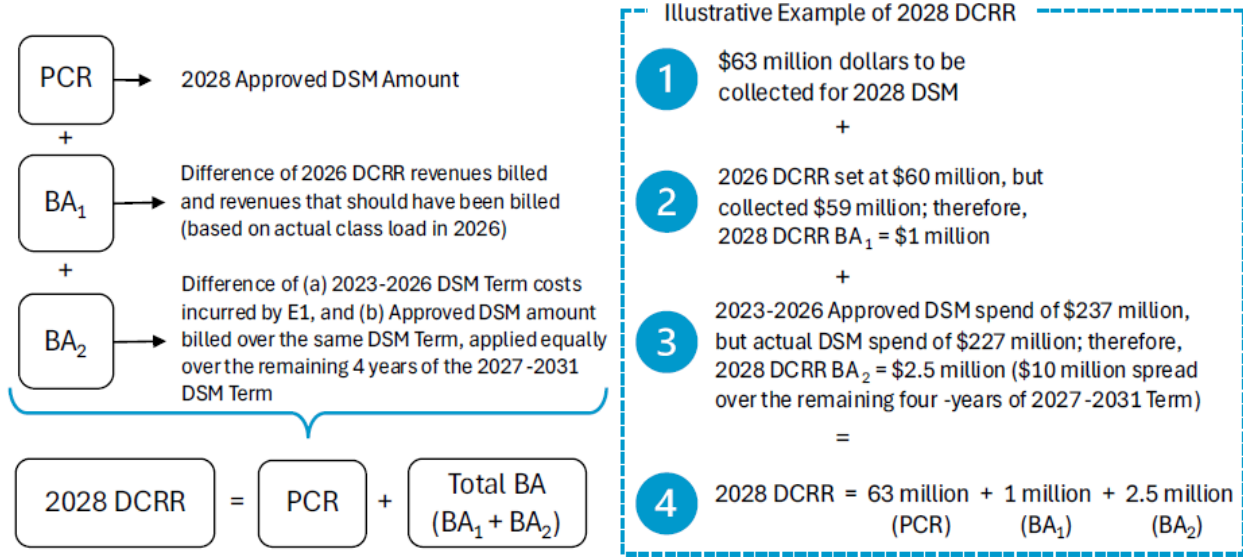 PCR
2028 Approved DSM Amount
+
BA1
Difference of 2026 DCRR revenues billed
and revenues that should have been billed
(based on actual class load in 2026)
+
BA2
Difference of (a) 2023-2026 DSM Term costs
incurred by E1, and (b) Approved DSM amount
billed over the same DSM Term, applied equally
over the remaining 4 years of the 2027-2031
DSM Term
2028 DCRR = PCR + Total BA
(BA1 + BA2)
Illustrative Example of 2028 DCRR
1
$63 million dollars to be
collected for 2028 DSM
+
2
2026 DCRR set at $60 million, but
collected $59 million; therefore,
2028 DCRR BA1 = $1 million
+
3
2023-2026 Approved DSM spend of $237 million,
but actual DSM spend of $227 million; therefore,
2028 DCRR BA2 = $2.5 million ($10 million spread
over the remaining four-years of 2027-2031 Term)
=
4
2028 DCRR = 63 million + 1 million + 2.5 million
(PCR) (BA1) (BA2)